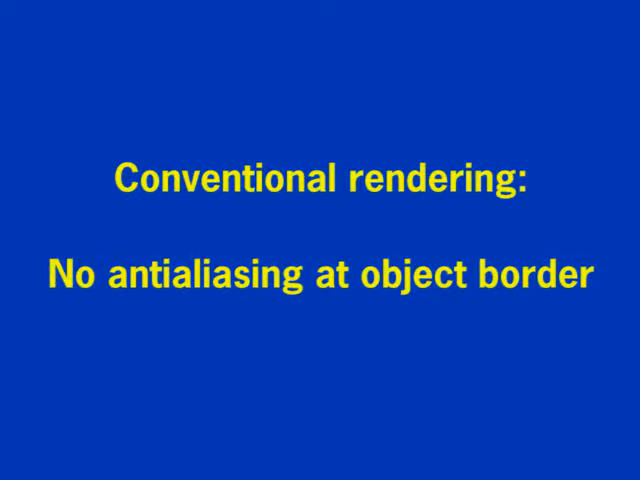 Conventional rendering:
No antialiasing at object border